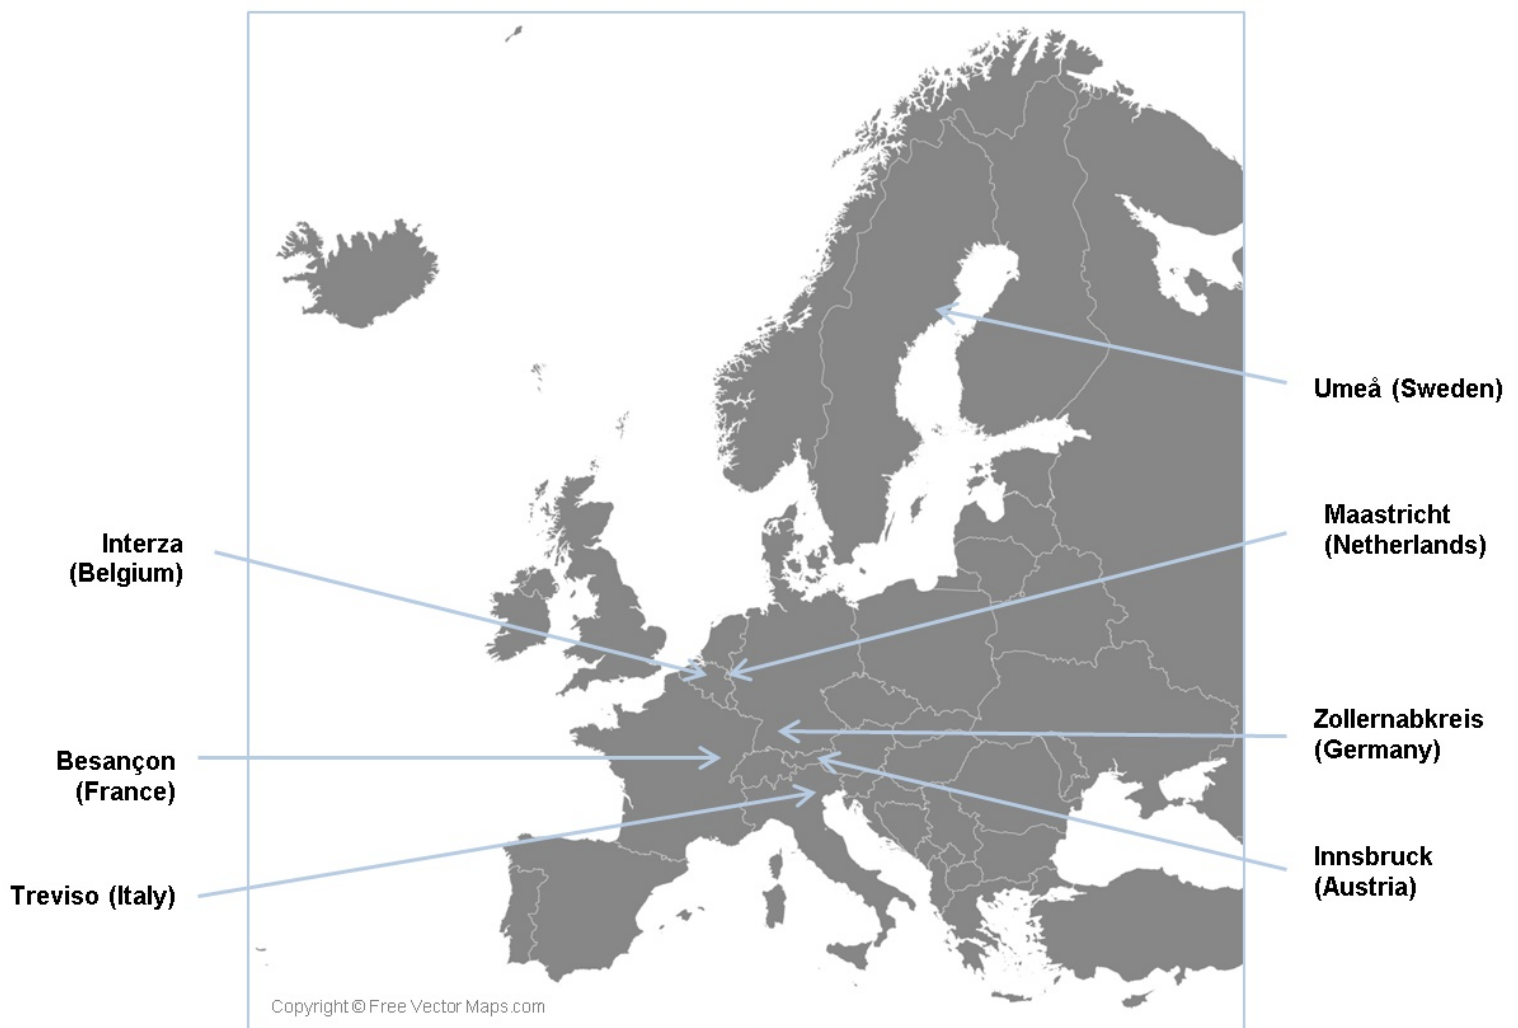 Umeå (Sweden)
Maastricht
(Netherlands)
Interza
(Belgium)
Zollernabkreis
(Germany)
Besançon
(France)
Innsbruck
(Austria)
Treviso (Italy)
Copyright © Free Vector Maps.com